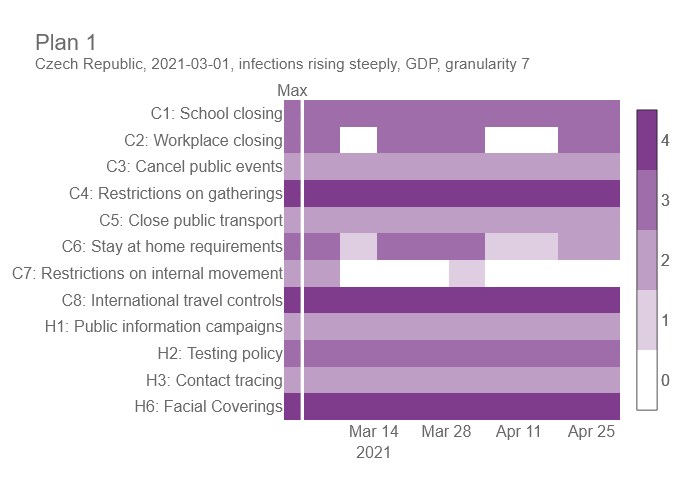 Plan 1
Czech Republic, 2021-03-01, infections rising steeply, GDP, granularity 7
Max
C1: School closing
C2: Workplace closing
C3: Cancel public events
C4: Restrictions on gatherings
C5: Close public transport
C6: Stay at home requirements
C7: Restrictions on internal movement
C8: International travel controls
H1: Public information campaigns
H2: Testing policy
H3: Contact tracing
H6: Facial Coverings
Mar 14 Mar 28 Apr 11 Apr 25
2021
4
3
2
1
0